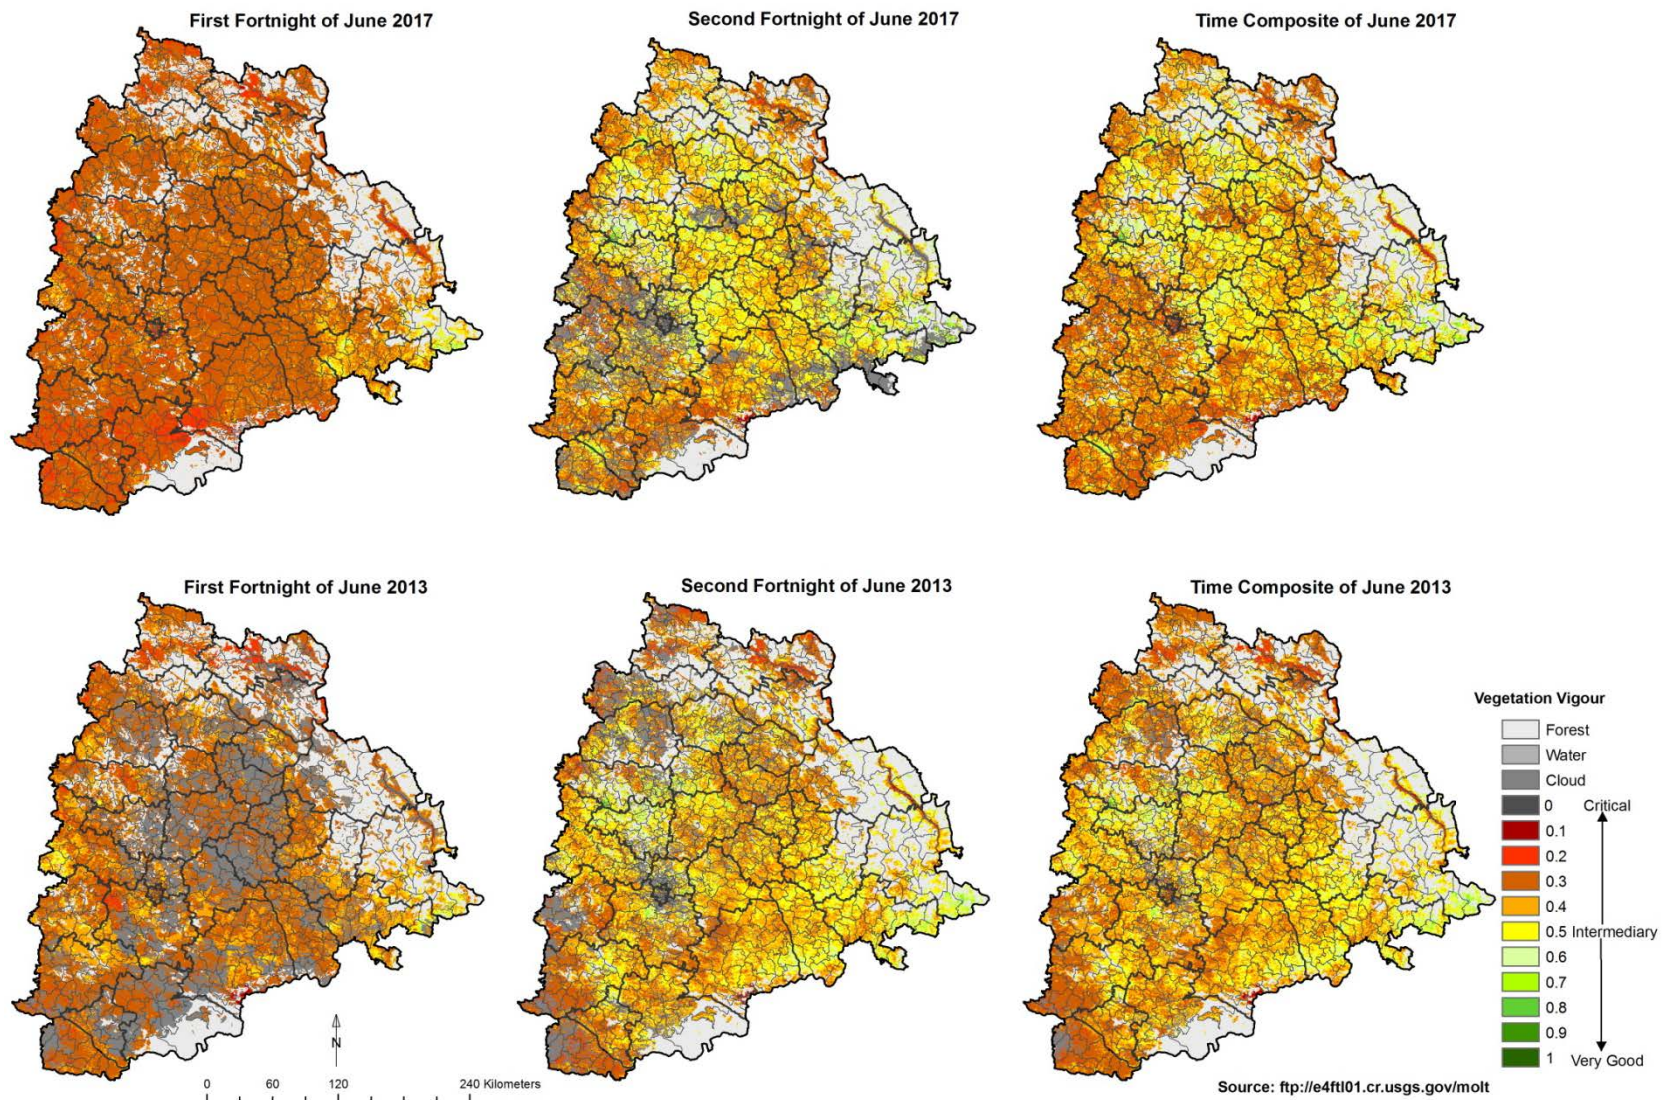 First Fortnight of June 2017
Second Fortnight of June 2017
Time Composite of June 2017
First Fortnight of June 2013
Second Fortnight of June 2013
Time Composite of June 2013
Vegetation Vigour
Forest
Water
Cloud
0 Critical
0.1
0.2
0.3
0.4
0.5 Intermediary
0.6
0.7
0.8
0.9
1 Very Good
N
0 60 120 240 Kilometers
Source: ftp://e4ftl01.cr.usgs.gov/molt